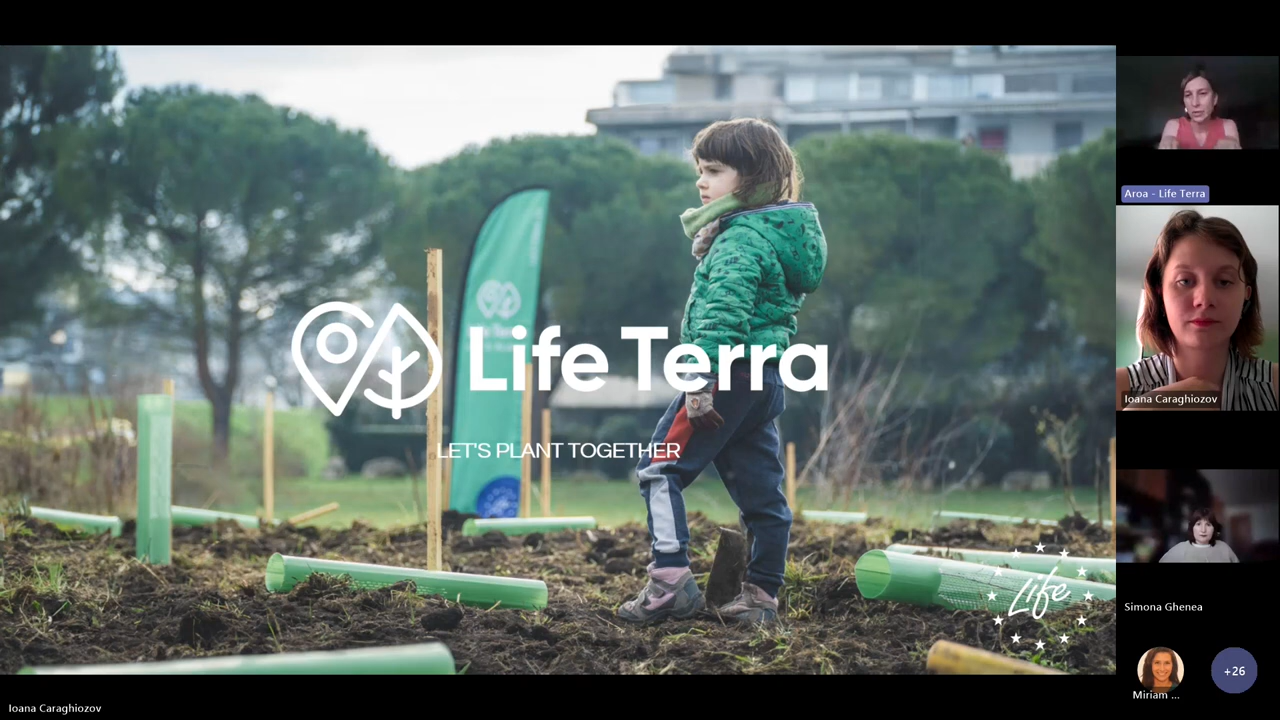 Life Terra
LET'S PLANT TOGETHER
Life
Aroa - Life Terra
Ioana Caraghiozov
Simona Ghenea
Miriam ...
+26
Ioana Caraghiozov